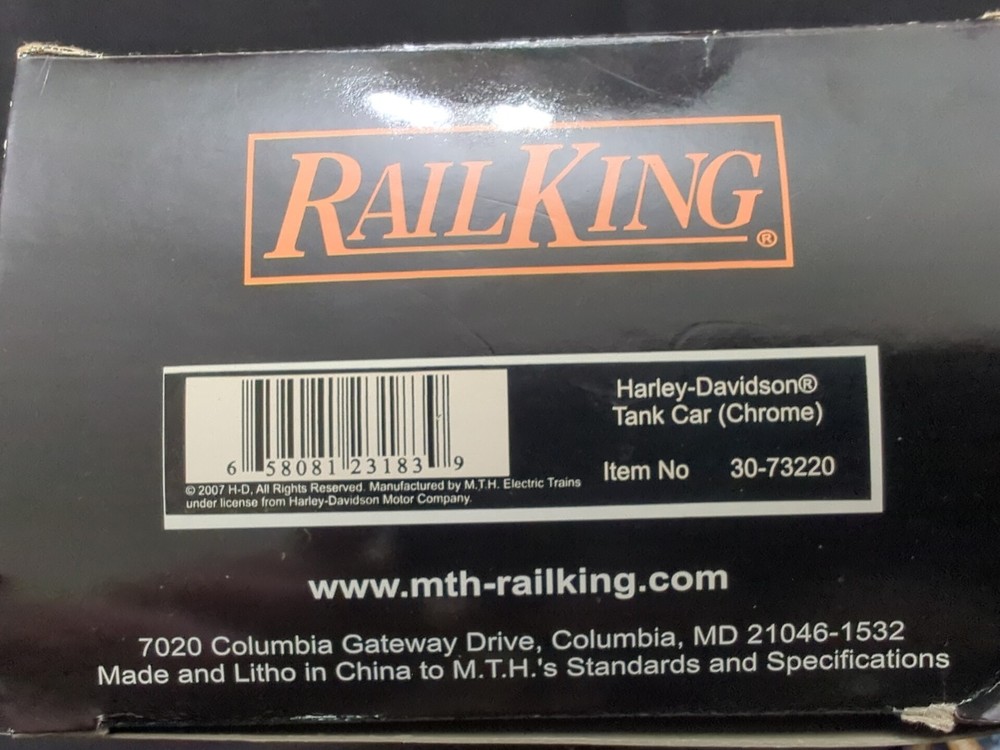 RAILKING®
Harley-Davidson®
Tank Car (Chrome)
Item No 30-73220
6 58081 23183 9
© 2007 H-D, All Rights Reserved. Manufactured by M.T.H. Electric Trains
under license from Harley-Davidson Motor Company.
www.mth-railking.com
7020 Columbia Gateway Drive, Columbia, MD 21046-1532
Made and Litho in China to M.T.H.'s Standards and Specifications